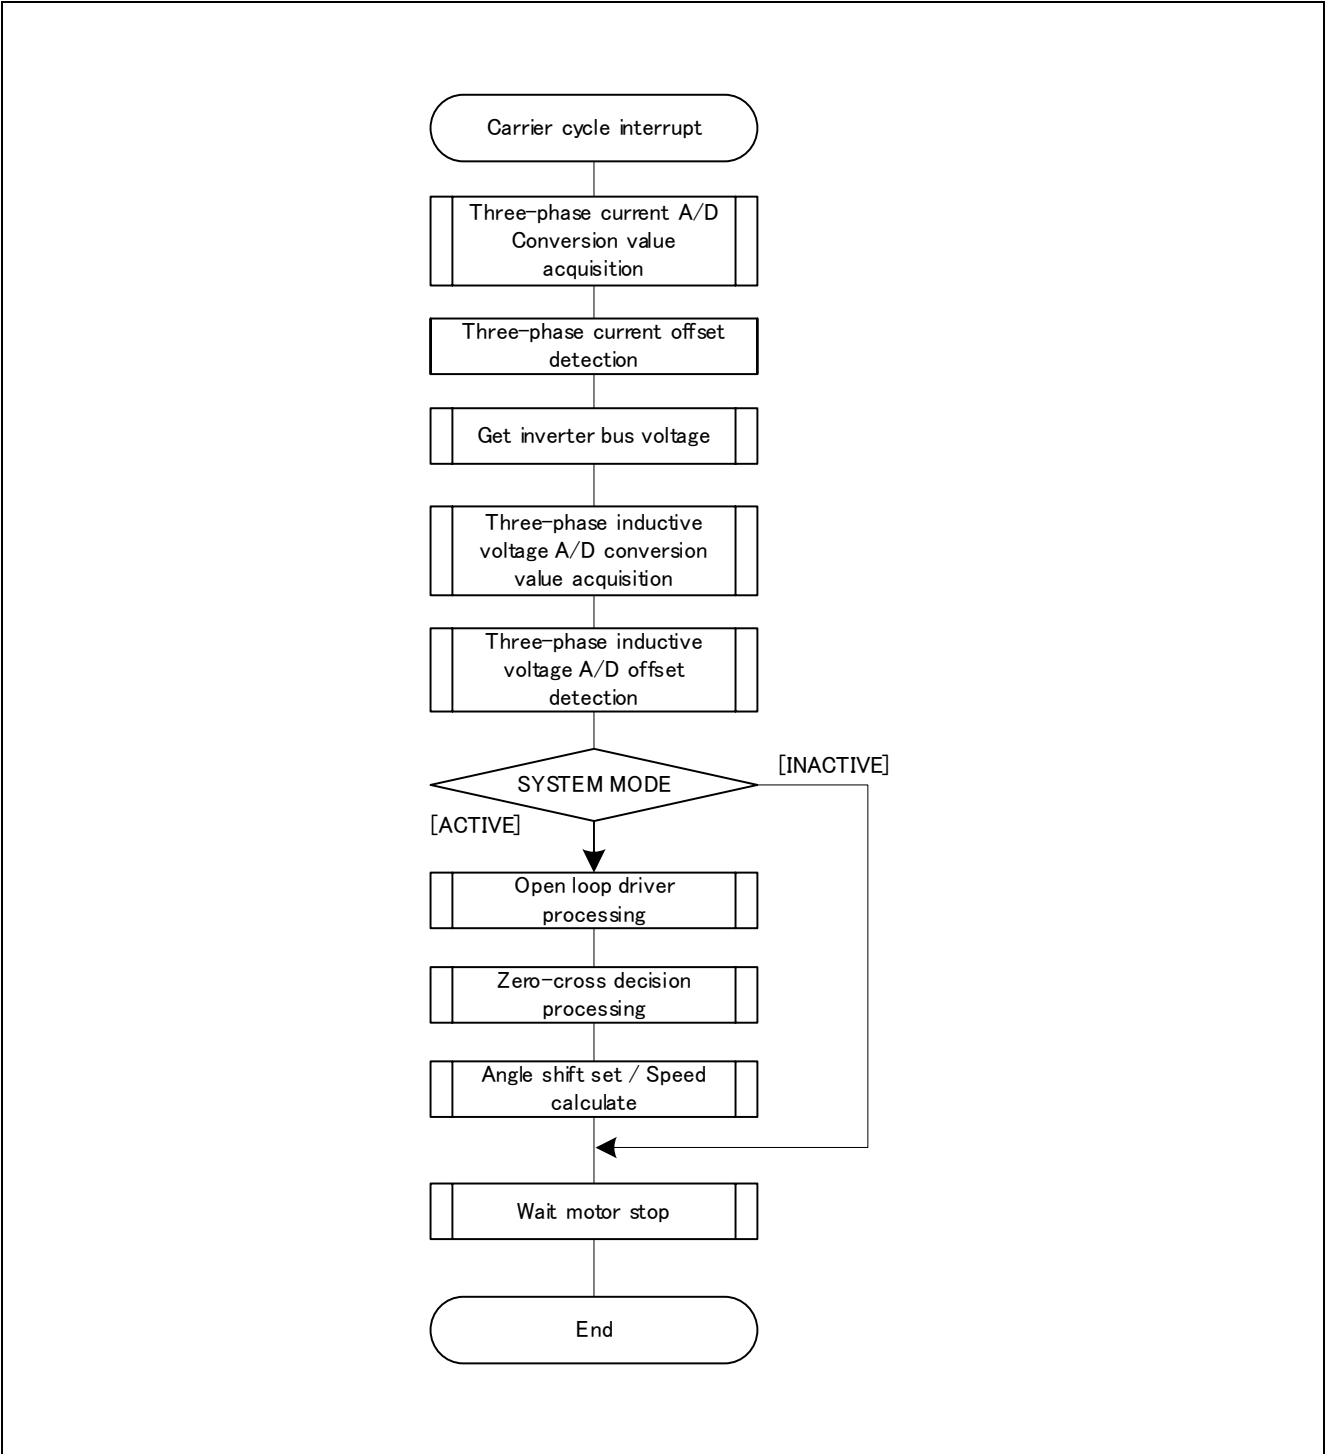 Carrier cycle interrupt
Three-phase current A/D
Conversion value
acquisition
Three-phase current offset
detection
Get inverter bus voltage
Three-phase inductive
voltage A/D conversion
value acquisition
Three-phase inductive
voltage A/D offset
detection
SYSTEM MODE
[INACTIVE]
[ACTIVE]
Open loop driver
processing
Zero-cross decision
processing
Angle shift set / Speed
calculate
Wait motor stop
End